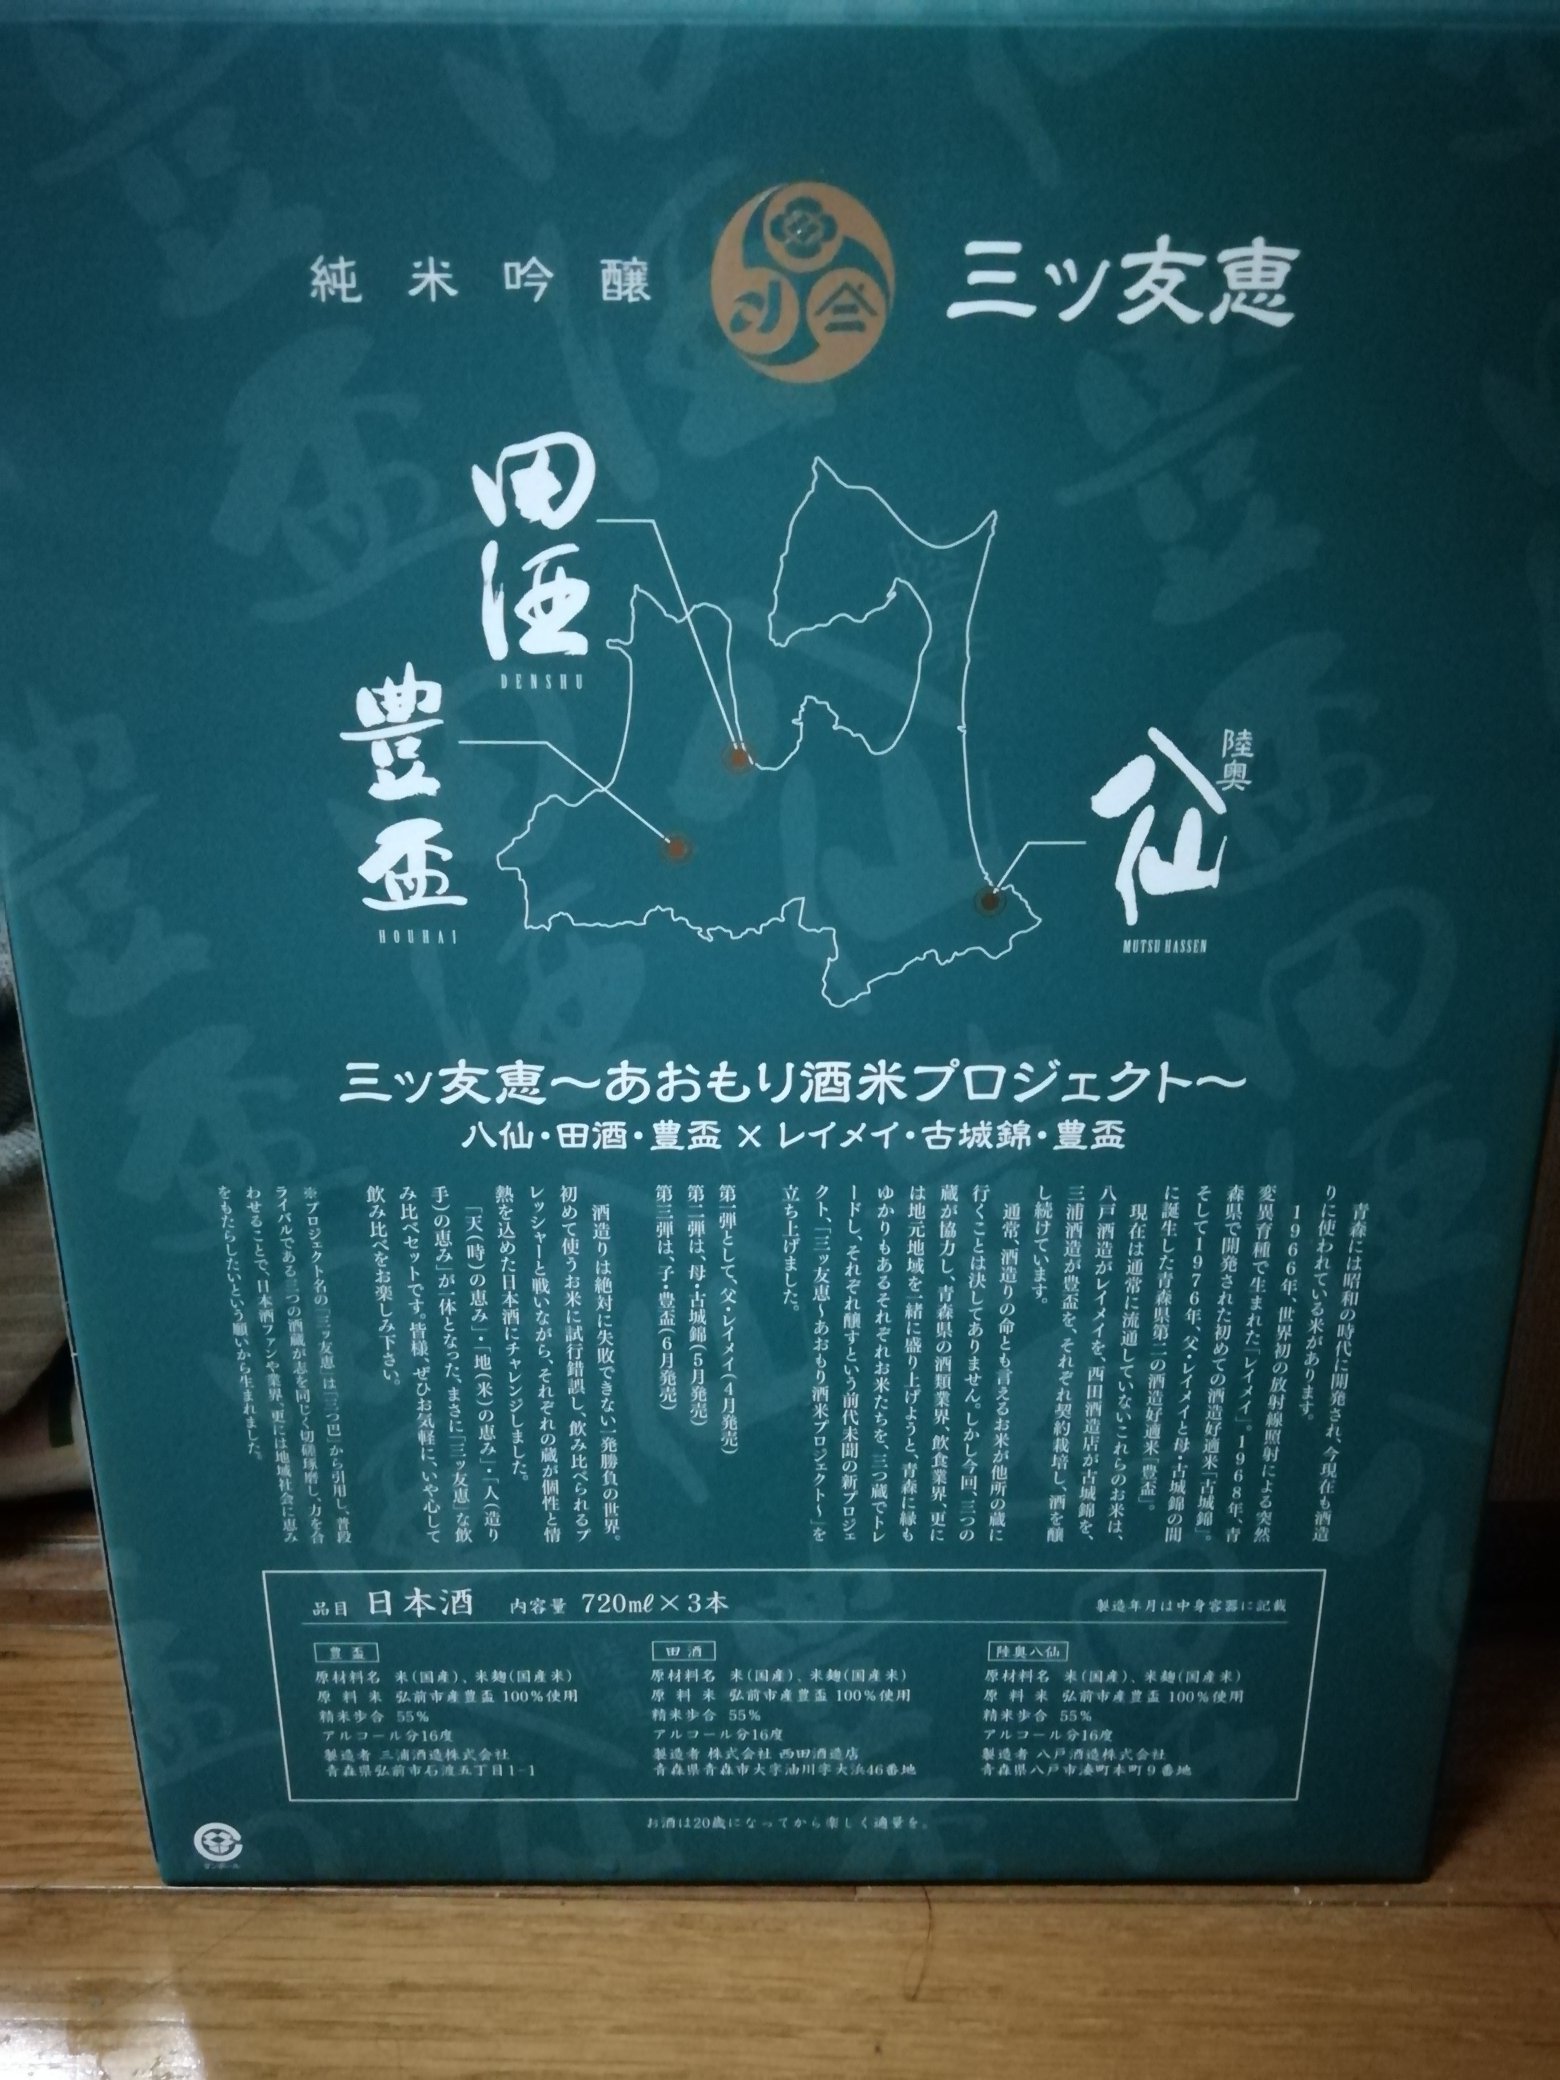 三ッ友恵
純米吟醸
田酒
DENSHU
豊盃
HOUHAI
陸奥
八仙
MUTSU HASSEN
三ッ友恵〜あおもり酒米プロジェクト〜
八仙・田酒・豊盃 × レイメイ・古城錦・豊盃
青森には昭和の時代に開発され、今現在も酒造
りに使われている米があります。
1966年、世界初の放射線照射による突然
変異育種で生まれた「レイメイ」。1968年、青
森県で開発された初めての酒造好適米「古城錦」。
そして1976年、父・レイメイと母・古城錦の間
に誕生した青森県第二の酒造好適米「豊盃」。
現在は通常に流通していないこれらのお米は、
八戸酒造がレイメイを、西田酒造店が古城錦を、
三浦酒造が豊盃を、それぞれ契約栽培し、酒を醸
し続けています。
通常、酒造りの命とも言えるお米が他所の蔵に
行くことは決してありません。しかし今回、三つの
蔵が協力し、青森県の酒類業界、飲食業界、更に
は地元地域を一緒に盛り上げようと、青森に縁も
ゆかりもあるそれぞれお米たちを、三つ蔵でトレ
ードし、それぞれ醸すという前代未聞の新プロジェ
クト、「三ッ友恵〜あおもり酒米プロジェクト〜」を
立ち上げました。
第一弾として、父・レイメイ(4月発売)
第二弾は、母・古城錦(5月発売)
第三弾は、子・豊盃(6月発売)
酒造りは絶対に失敗できない一発勝負の世界。
初めて使うお米に試行錯誤し、飲み比べられるプ
レッシャーと戦いながら、それぞれの蔵が個性と情
熱を込めた日本酒にチャレンジしました。
「天(時)の恵み」・「地(米)の恵み」・「人(造り
手)の恵み」が一体となった、まさに「三ッ友恵」な飲
み比べセットです。皆様、ぜひお気軽に、いや心して
飲み比べをお楽しみ下さい。
※プロジェクト名の「三ッ友恵」は「三つ巴」から引用し、普段
ライバルである三つの酒蔵が志を同じく切磋琢磨し、力を合
わせることで、日本酒ファンや業界、更には地域社会に恵み
をもたらしたいという願いから生まれました。
品目 日本酒 内容量 720mℓ×3本 製造年月は中身容器に記載
豊盃
原材料名 米(国産)、米麹(国産米)
原料米 弘前市産豊盃 100%使用
精米歩合 55%
アルコール分16度
製造者 三浦酒造株式会社
青森県弘前市石渡五丁目1-1
田酒
原材料名 米(国産)、米麹(国産米)
原料米 弘前市産豊盃 100%使用
精米歩合 55%
アルコール分16度
製造者 株式会社 西田酒造店
青森県青森市大字油川字大浜46番地
陸奥八仙
原材料名 米(国産)、米麹(国産米)
原料米 弘前市産豊盃 100%使用
精米歩合 55%
アルコール分16度
製造者 八戸酒造株式会社
青森県八戸市湊町本町9番地
お酒は20歳になってから楽しく適量を。
ダンボール